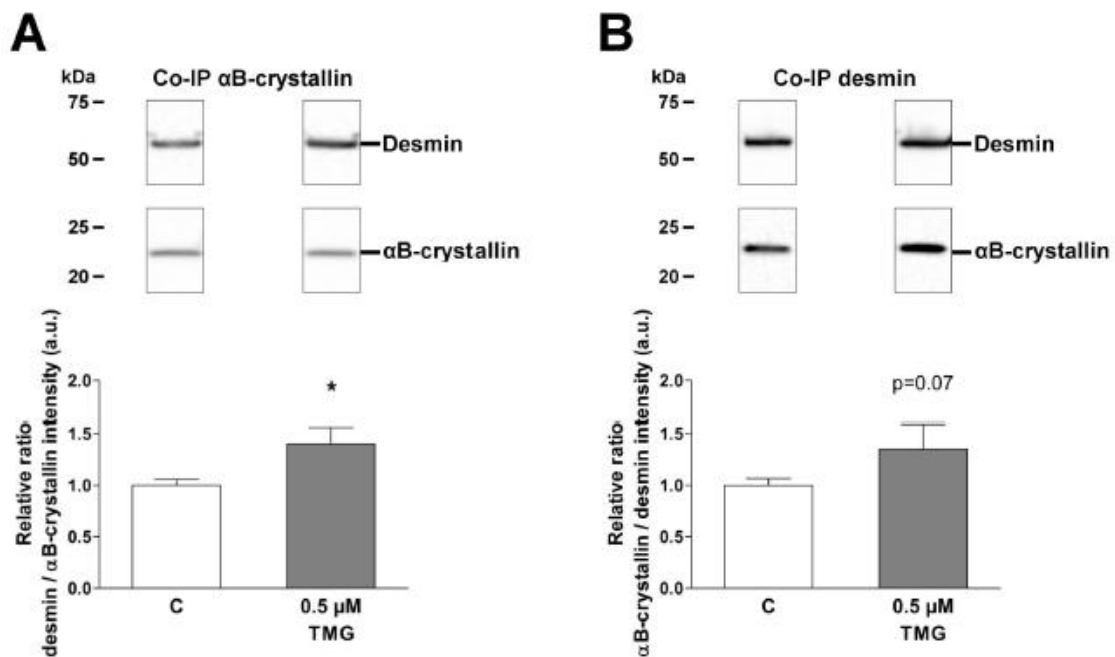 A
kDa
Co-IP αB-crystallin
75
Desmin
50
25
αB-crystallin
20
Relative ratio
desmin / αB-crystallin intensity (a.u.)
2.0
*
1.5
1.0
0.5
0.0
C
0.5 µM
TMG
B
kDa
Co-IP desmin
75
Desmin
50
25
αB-crystallin
20
Relative ratio
αB-crystallin / desmin intensity (a.u.)
2.0
p=0.07
1.5
1.0
0.5
0.0
C
0.5 µM
TMG